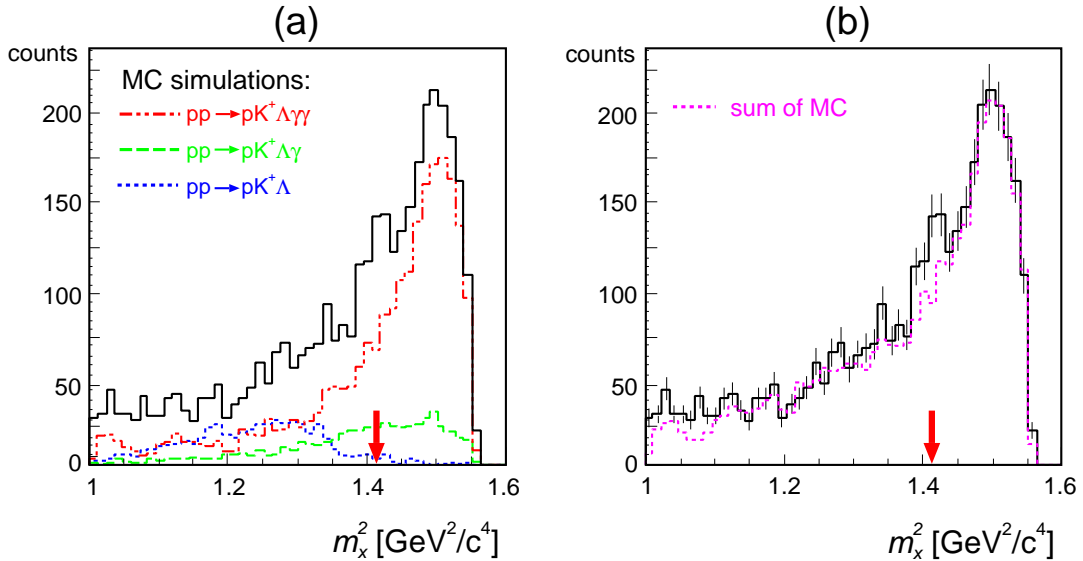 (a)
counts
MC simulations:
pp → pK⁺Λγγ
pp → pK⁺Λγ
pp → pK⁺Λ
200
150
100
50
0
1 1.2 1.4 1.6
m²ₓ [GeV²/c⁴]
(b)
counts
sum of MC
200
150
100
50
0
1 1.2 1.4 1.6
m²ₓ [GeV²/c⁴]